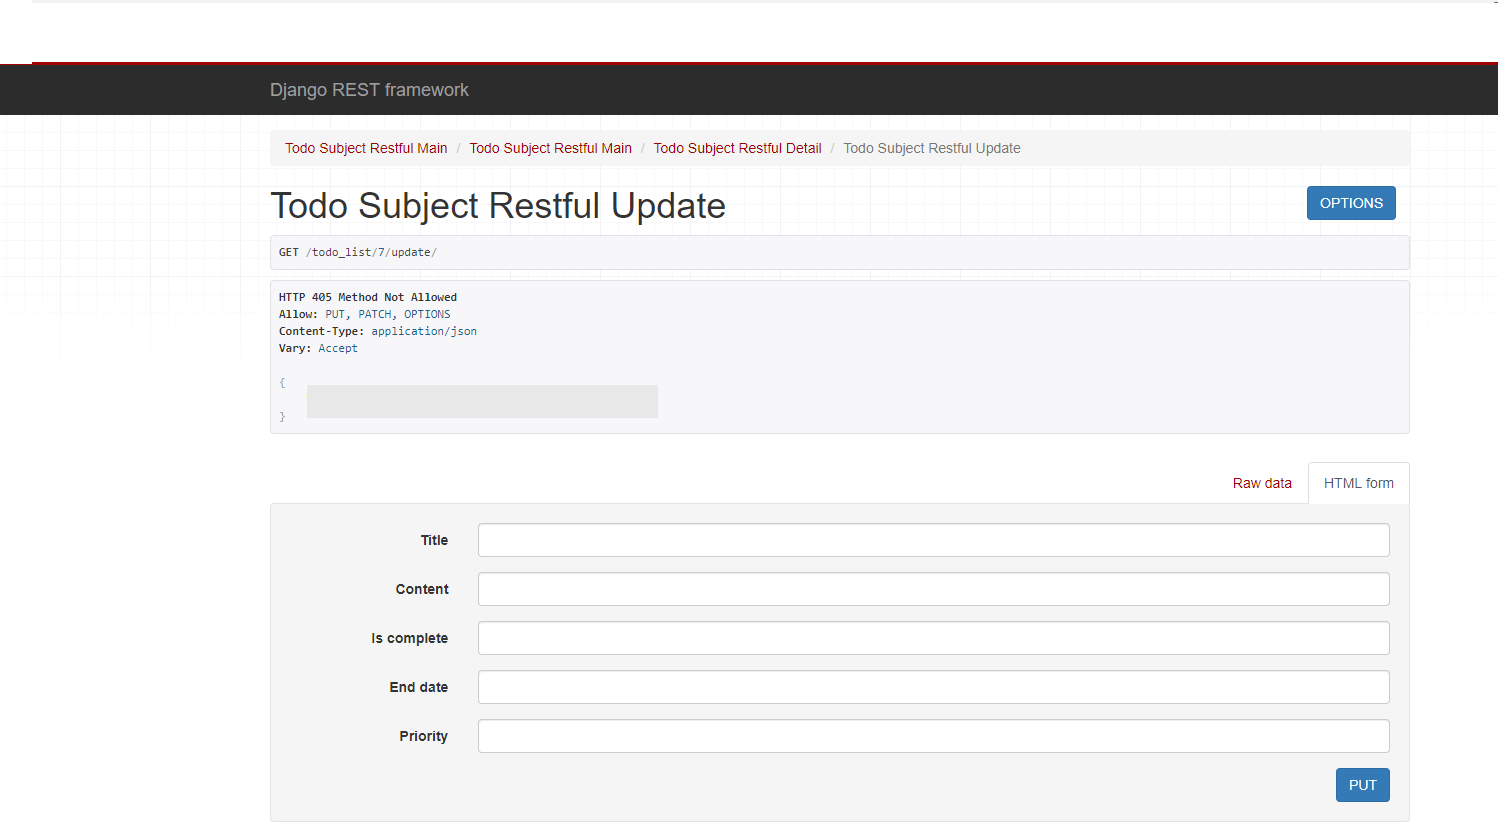 Django REST framework
Todo Subject Restful Main / Todo Subject Restful Main / Todo Subject Restful Detail / Todo Subject Restful Update
Todo Subject Restful Update
OPTIONS
GET /todo_list/7/update/
HTTP 405 Method Not Allowed
Allow: PUT, PATCH, OPTIONS
Content-Type: application/json
Vary: Accept
{
}
Raw data
HTML form
Title
Content
Is complete
End date
Priority
PUT